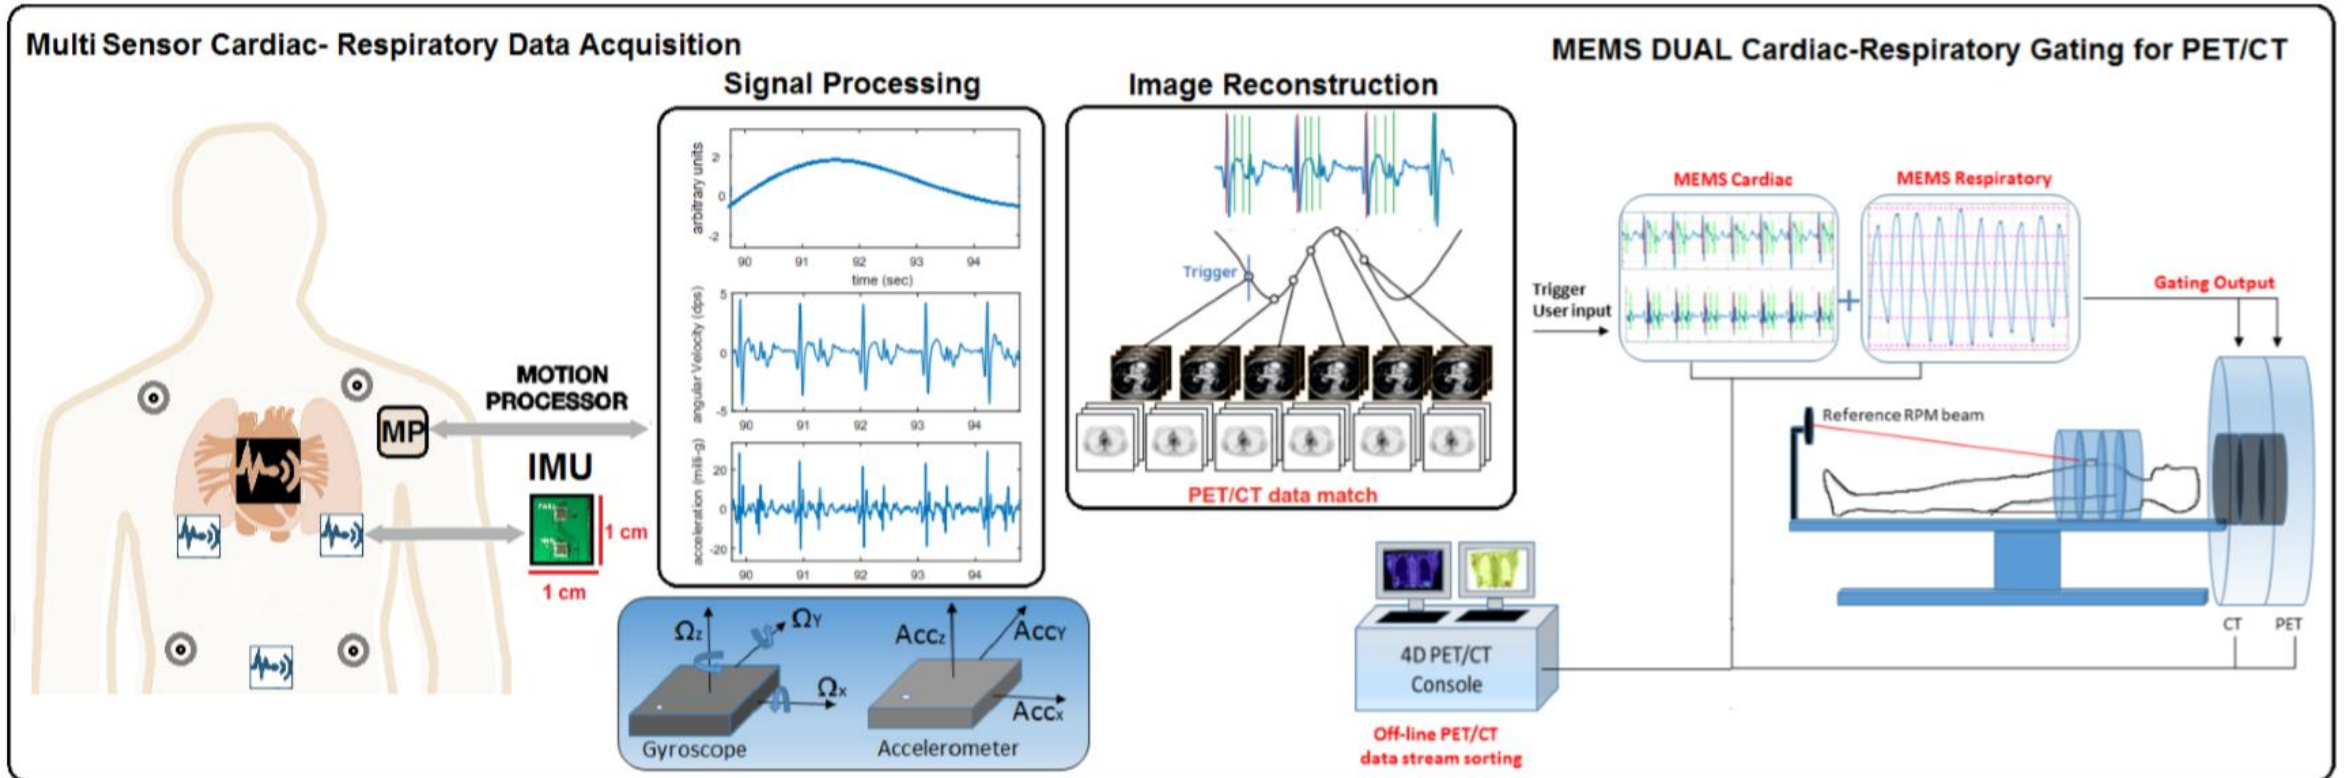 Multi Sensor Cardiac- Respiratory Data Acquisition
MEMS DUAL Cardiac-Respiratory Gating for PET/CT
Signal Processing
Image Reconstruction
arbitrary units
2
0
-2
90 91 92 93 94
time (sec)
angular Velocity (dps)
5
0
-5
90 91 92 93 94
acceleration (milli-g)
20
0
-20
90 91 92 93 94
MOTION
PROCESSOR
MP
IMU
1 cm
1 cm
Ωz
ΩY
Ωx
Gyroscope
Accz
AccY
Accx
Accelerometer
Trigger
PET/CT data match
Trigger
User input
MEMS Cardiac
+
MEMS Respiratory
Gating Output
Reference RPM beam
CT
PET
4D PET/CT
Console
Off-line PET/CT
data stream sorting